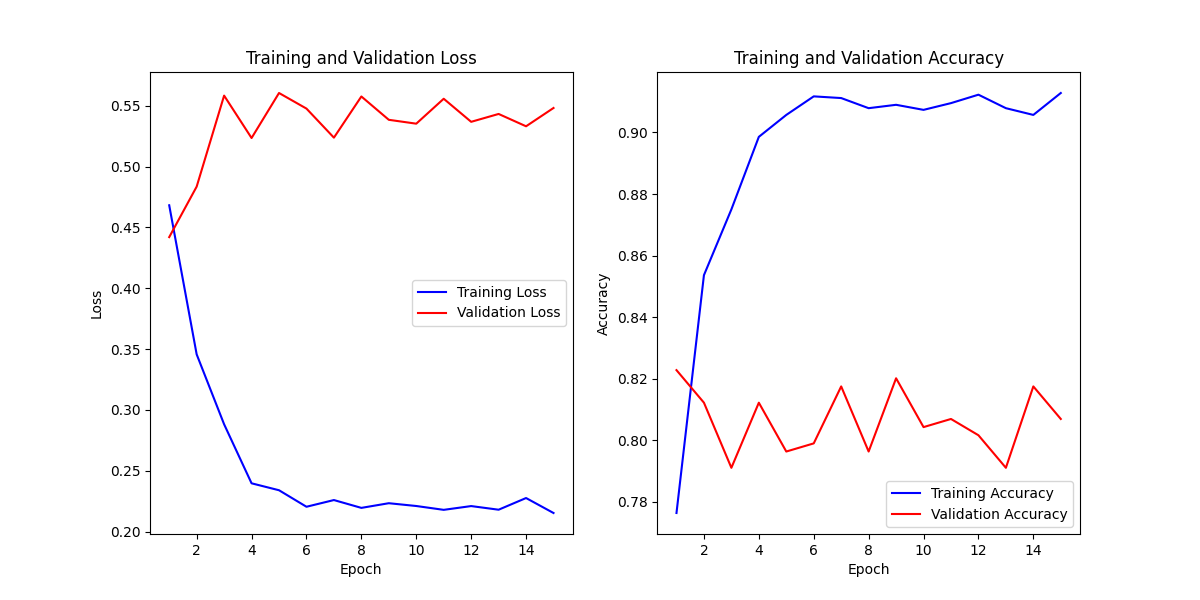 Training and Validation Loss
Loss
0.55
0.50
0.45
0.40
0.35
0.30
0.25
0.20
Training Loss
Validation Loss
2 4 6 8 10 12 14
Epoch
Training and Validation Accuracy
Accuracy
0.90
0.88
0.86
0.84
0.82
0.80
0.78
Training Accuracy
Validation Accuracy
2 4 6 8 10 12 14
Epoch